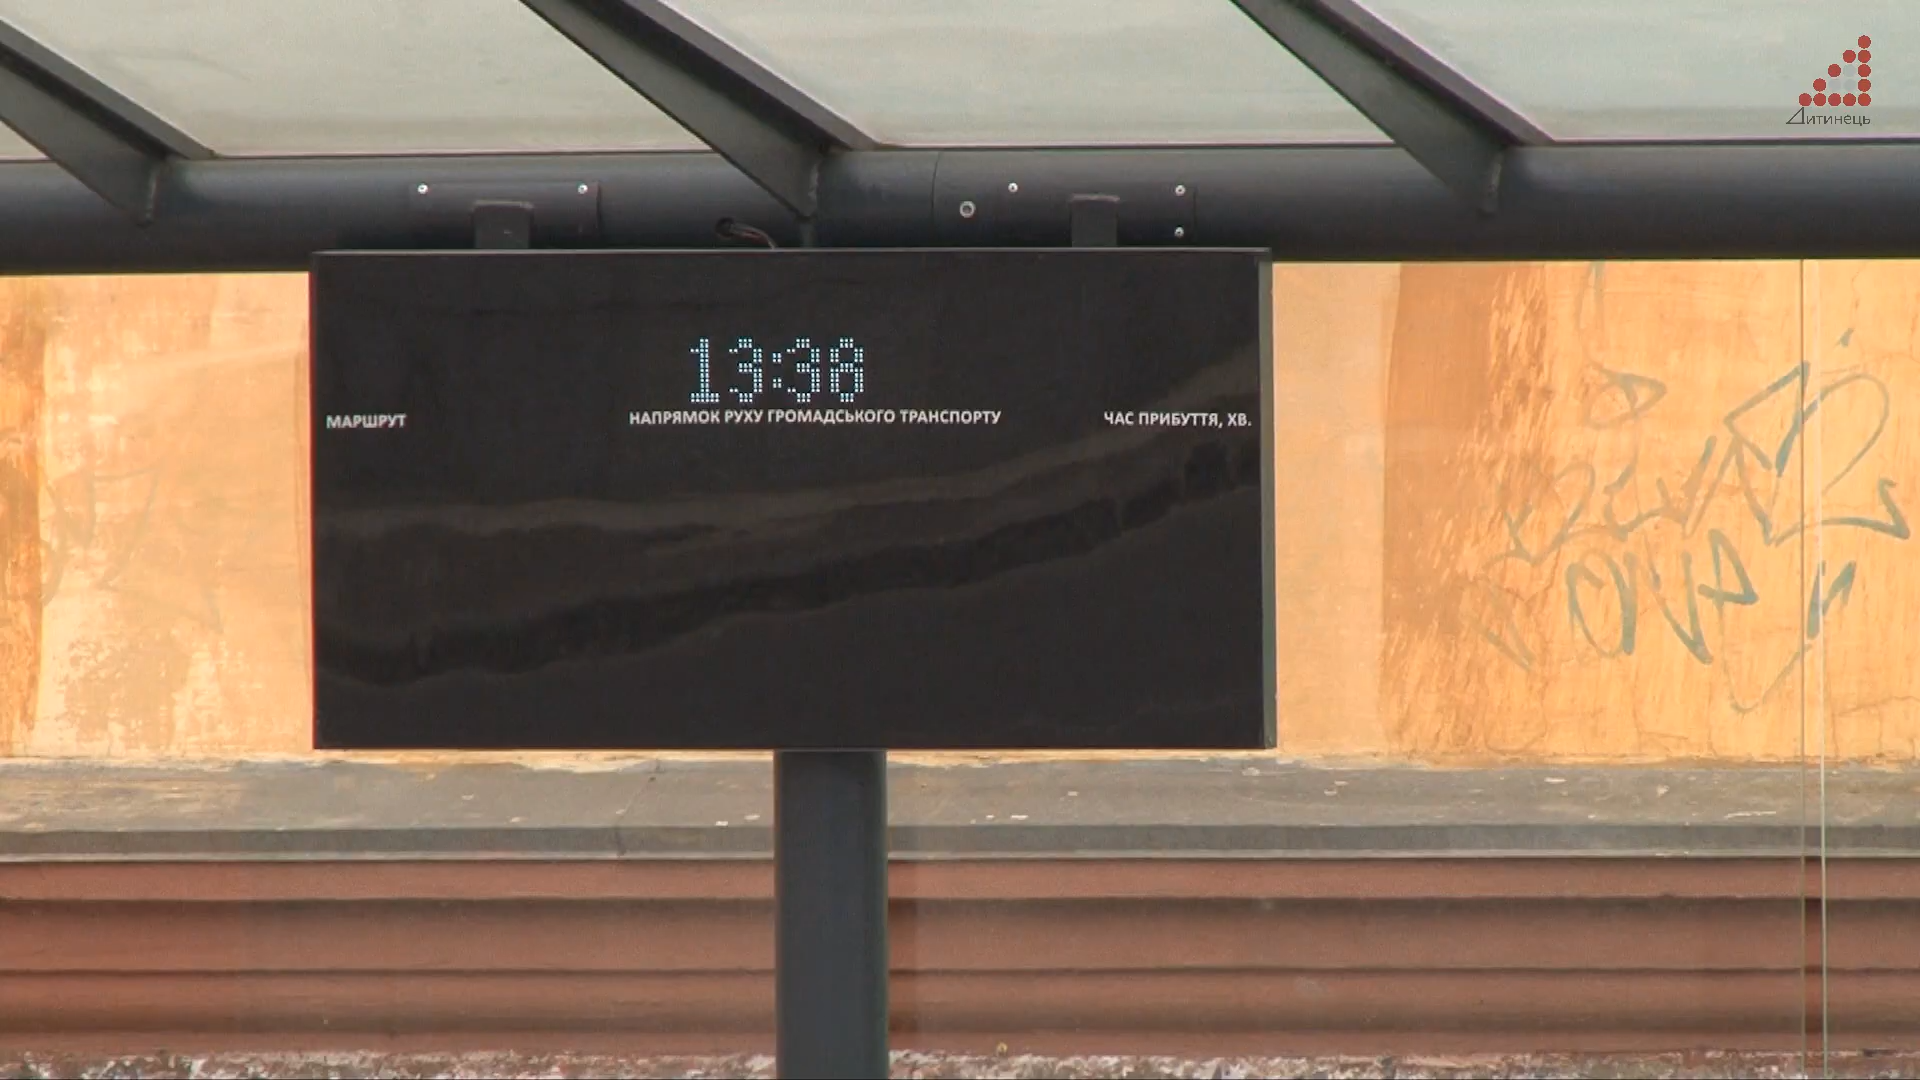 Дитинець
13:38
МАРШРУТ
НАПРЯМОК РУХУ ГРОМАДСЬКОГО ТРАНСПОРТУ
ЧАС ПРИБУТТЯ, ХВ.